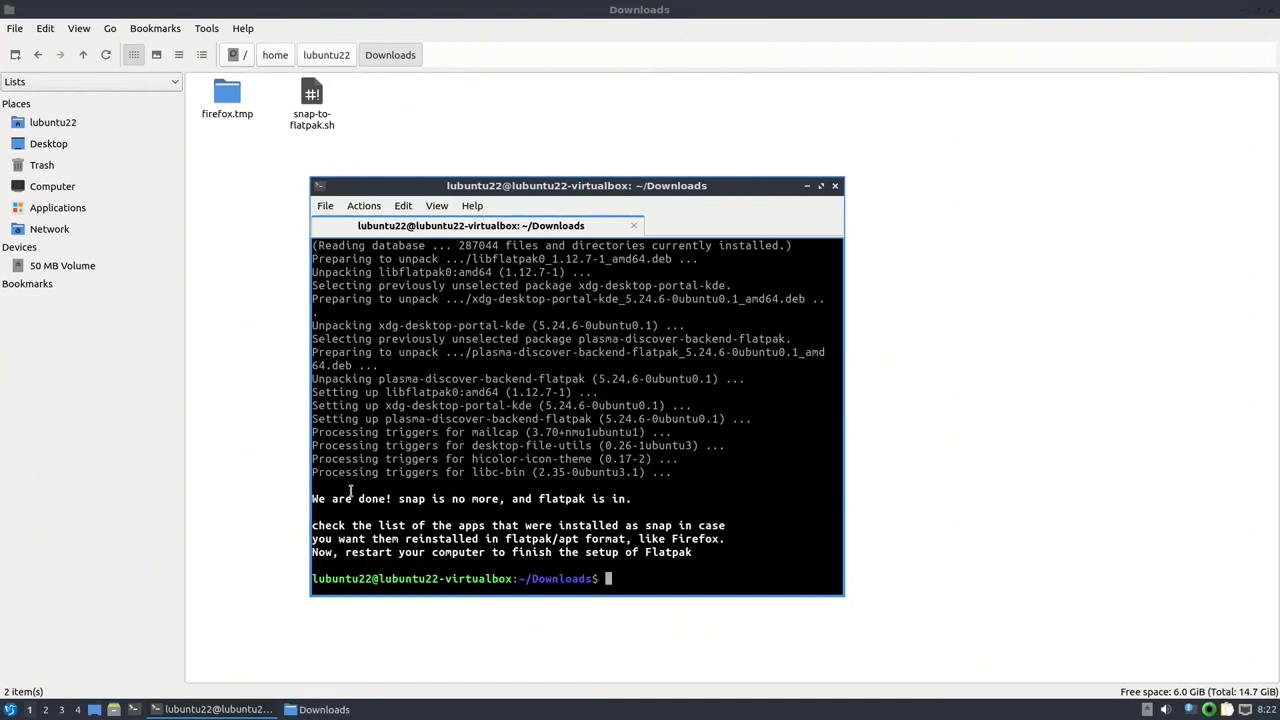 Downloads
File Edit View Go Bookmarks Tools Help
/ home lubuntu22 Downloads
Lists
Places
lubuntu22
Desktop
Trash
Computer
Applications
Network
Devices
50 MB Volume
Bookmarks
firefox.tmp
snap-to-
flatpak.sh
#!
lubuntu22@lubuntu22-virtualbox: ~/Downloads
File Actions Edit View Help
lubuntu22@lubuntu22-virtualbox: ~/Downloads
(Reading database ... 287044 files and directories currently installed.)
Preparing to unpack .../libflatpak0_1.12.7-1_amd64.deb ...
Unpacking libflatpak0:amd64 (1.12.7-1) ...
Selecting previously unselected package xdg-desktop-portal-kde.
Preparing to unpack .../xdg-desktop-portal-kde_5.24.6-0ubuntu0.1_amd64.deb ..
.
Unpacking xdg-desktop-portal-kde (5.24.6-0ubuntu0.1) ...
Selecting previously unselected package plasma-discover-backend-flatpak.
Preparing to unpack .../plasma-discover-backend-flatpak_5.24.6-0ubuntu0.1_amd
64.deb ...
Unpacking plasma-discover-backend-flatpak (5.24.6-0ubuntu0.1) ...
Setting up libflatpak0:amd64 (1.12.7-1) ...
Setting up xdg-desktop-portal-kde (5.24.6-0ubuntu0.1) ...
Setting up plasma-discover-backend-flatpak (5.24.6-0ubuntu0.1) ...
Processing triggers for mailcap (3.70+nmu1ubuntu1) ...
Processing triggers for desktop-file-utils (0.26-1ubuntu3) ...
Processing triggers for hicolor-icon-theme (0.17-2) ...
Processing triggers for libc-bin (2.35-0ubuntu3.1) ...
We are done! snap is no more, and flatpak is in.
check the list of the apps that were installed as snap in case
you want them reinstalled in flatpak/apt format, like Firefox.
Now, restart your computer to finish the setup of Flatpak
lubuntu22@lubuntu22-virtualbox:~/Downloads$
2 item(s)
Free space: 6.0 GiB (Total: 14.7 GiB)
1 2 3 4 lubuntu22@lubuntu2... Downloads 8:22